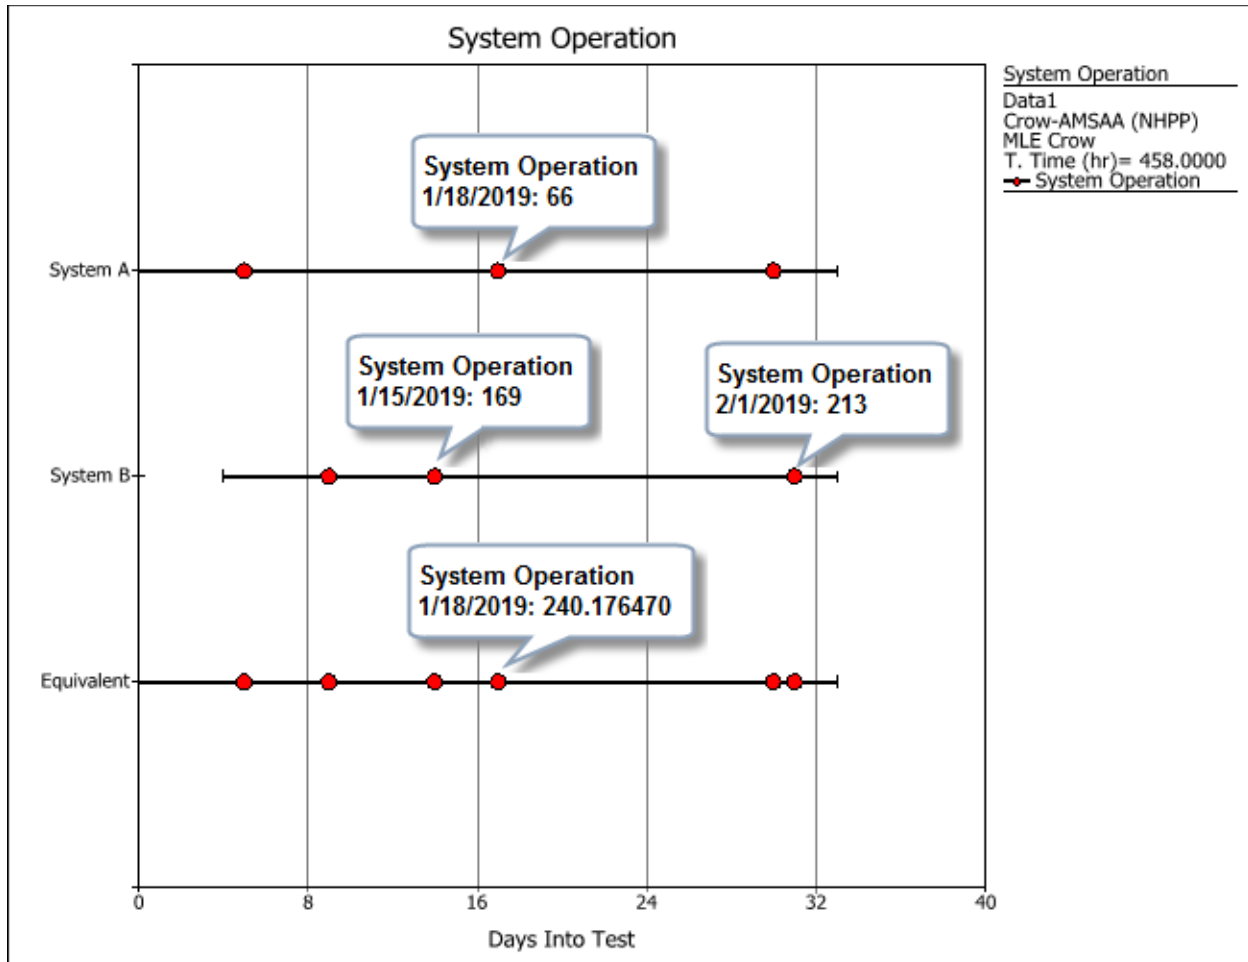 System Operation
System Operation
Data1
Crow-AMSAA (NHPP)
MLE Crow
T. Time (hr)= 458.0000
System Operation
System Operation
1/18/2019: 66
System A
System Operation
1/15/2019: 169
System Operation
2/1/2019: 213
System B
System Operation
1/18/2019: 240.176470
Equivalent
0 8 16 24 32 40
Days Into Test